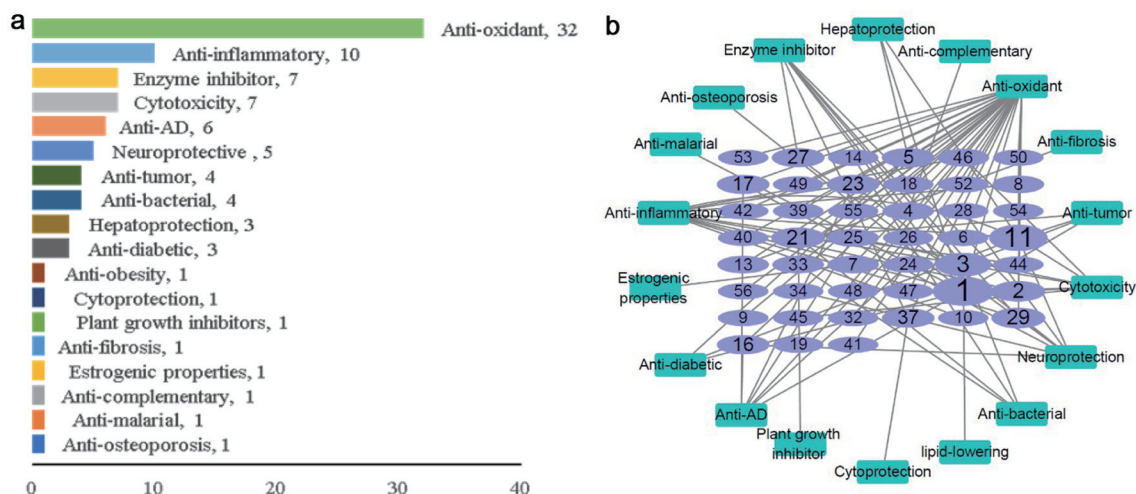 a
Anti-oxidant, 32
Anti-inflammatory, 10
Enzyme inhibitor, 7
Cytotoxicity, 7
Anti-AD, 6
Neuroprotective , 5
Anti-tumor, 4
Anti-bacterial, 4
Hepatoprotection, 3
Anti-diabetic, 3
Anti-obesity, 1
Cytoprotection, 1
Plant growth inhibitors, 1
Anti-fibrosis, 1
Estrogenic properties, 1
Anti-complementary, 1
Anti-malarial, 1
Anti-osteoporosis, 1
0 10 20 30 40
b
Hepatoprotection
Enzyme inhibitor
Anti-complementary
Anti-oxidant
Anti-osteoporosis
Anti-malarial
Anti-fibrosis
53 27 14 5 46 50
17 49 23 18 52 8
Anti-inflammatory
42 39 55 4 28 54
Anti-tumor
40 21 25 26 6 11
13 33 7 24 3 44
Estrogenic
properties
Cytotoxicity
56 34 48 47 1 2
9 45 32 37 10 29
16 19 41
Anti-diabetic
Neuroprotection
Anti-AD
Anti-bacterial
Plant growth
inhibitor
lipid-lowering
Cytoprotection